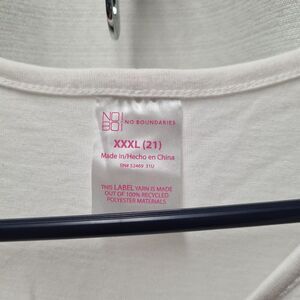 NO
BO
NO BOUNDARIES
XXXL (21)
Made In/Hecho en China
THIS LABEL YARN IS MADE
OUT OF 100% RECYCLED
POLYESTER MATERIALS.